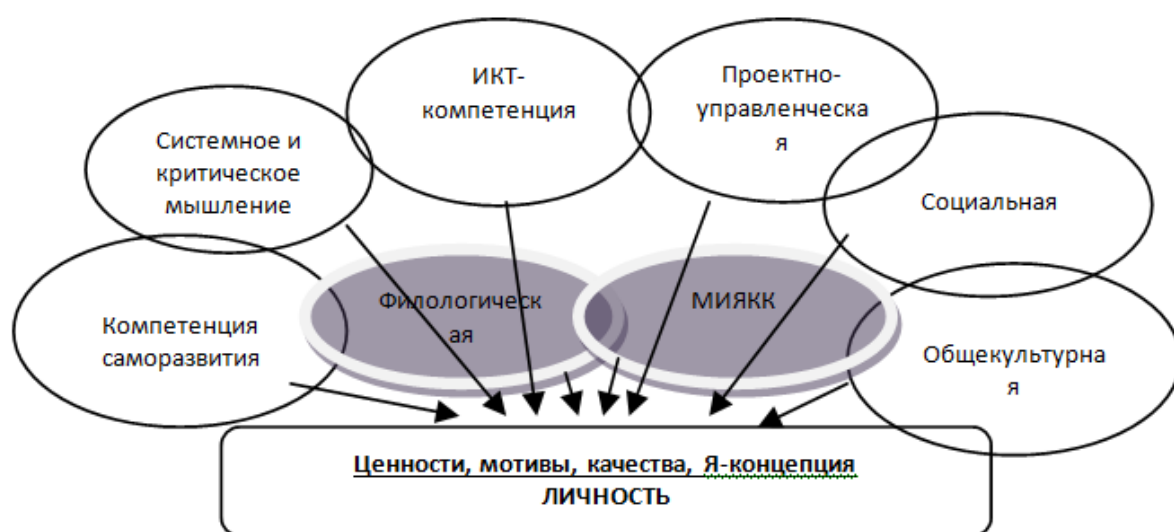 ИКТ-
компетенция
Проектно-
управленческа
я
Системное и
критическое
мышление
Социальная
Филологическ
ая
МИЯКК
Компетенция
саморазвития
Общекультурна
я
Ценности, мотивы, качества, Я-концепция
ЛИЧНОСТЬ